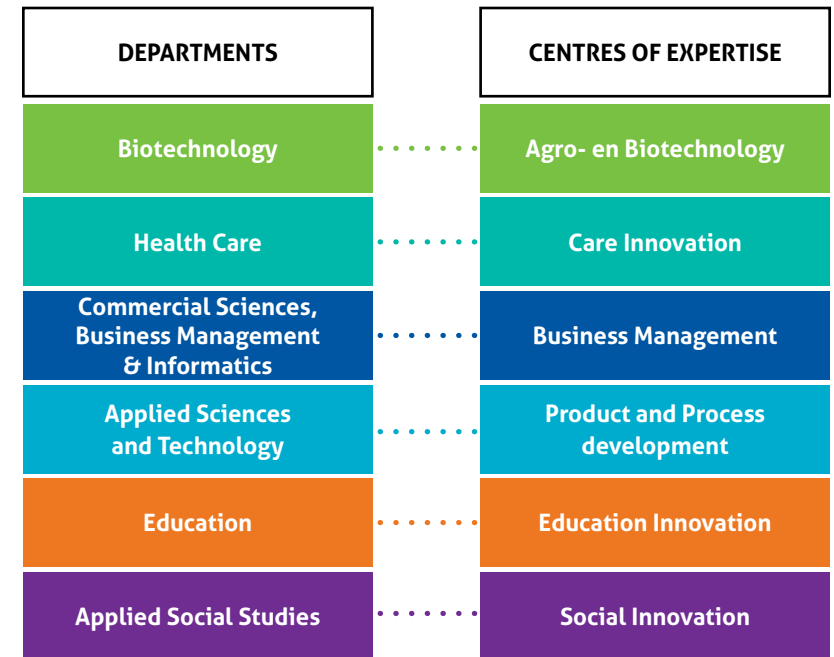 DEPARTMENTS
CENTRES OF EXPERTISE
Biotechnology
Agro- en Biotechnology
Health Care
Care Innovation
Commercial Sciences,
Business Management
& Informatics
Business Management
Applied Sciences
and Technology
Product and Process
development
Education
Education Innovation
Applied Social Studies
Social Innovation